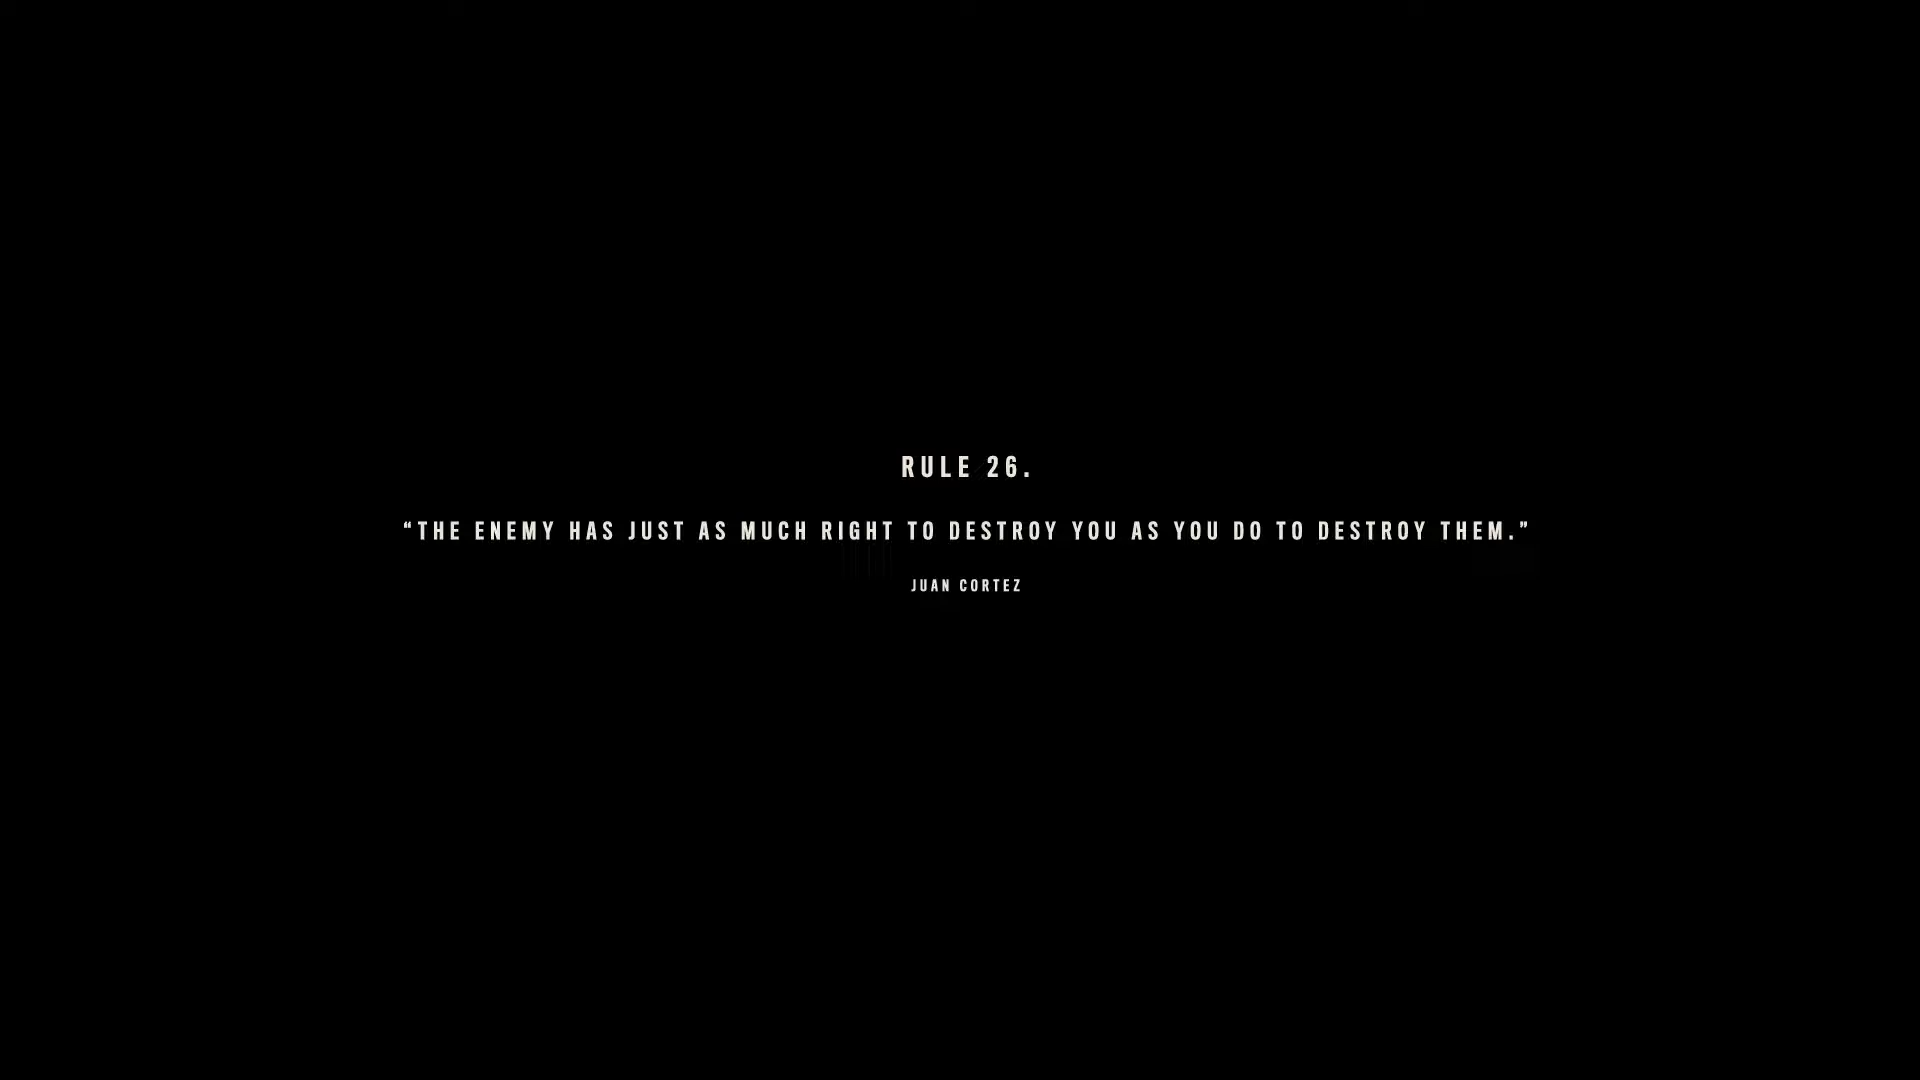 RULE 26.
“THE ENEMY HAS JUST AS MUCH RIGHT TO DESTROY YOU AS YOU DO TO DESTROY THEM.”
JUAN CORTEZ